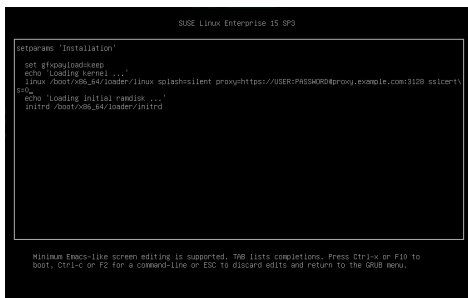 SUSE Linux Enterprise 15 SP3
setparams 'Installation'
set gfxpayload=keep
echo 'Loading kernel ...'
linux /boot/x86_64/loader/linux splash=silent proxy=https://USER:PASSWORD@proxy.example.com:3128 sslcert\
s=0_
echo 'Loading initial ramdisk ...'
initrd /boot/x86_64/loader/initrd
Minimum Emacs-like screen editing is supported. TAB lists completions. Press Ctrl-x or F10 to
boot, Ctrl-c or F2 for a command-line or ESC to discard edits and return to the GRUB menu.